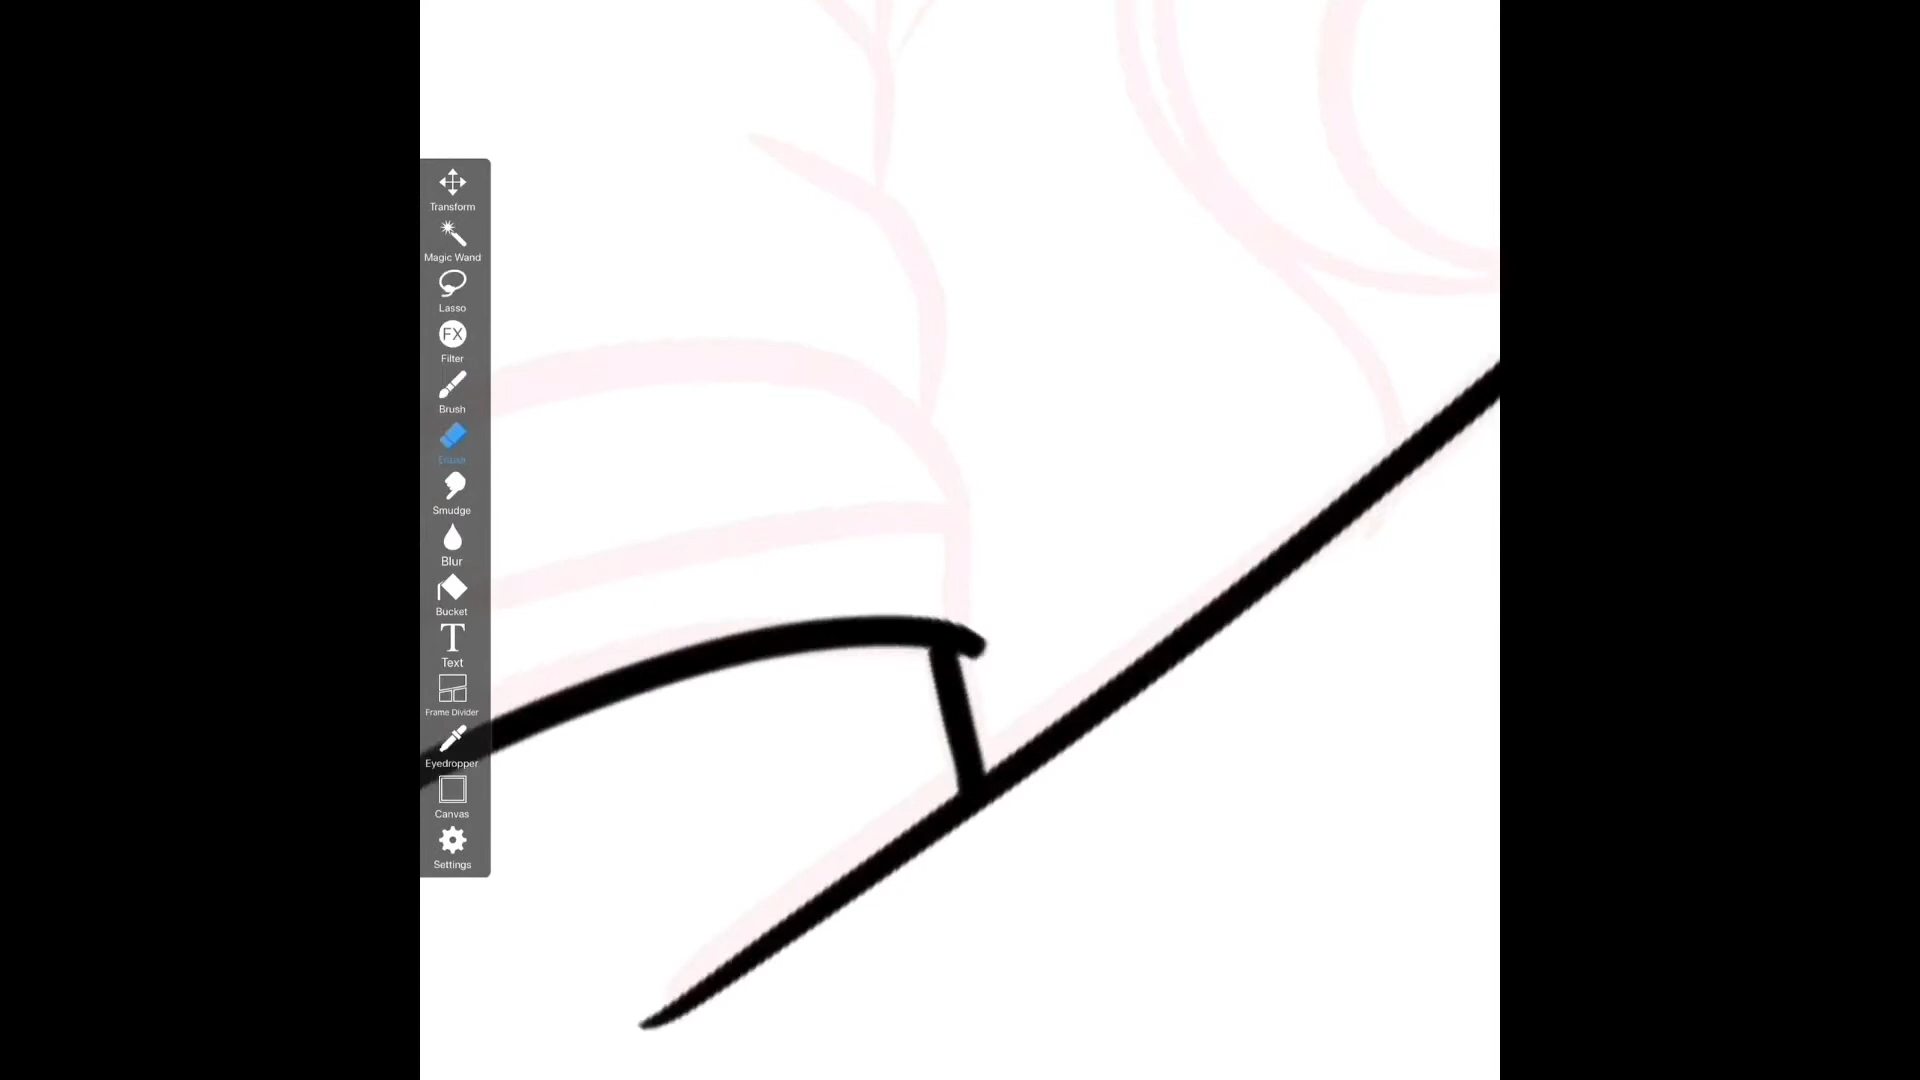 Transform
Magic Wand
Lasso
FX
Filter
Brush
Eraser
Smudge
Blur
Bucket
T
Text
Frame Divider
Eyedropper
Canvas
Settings